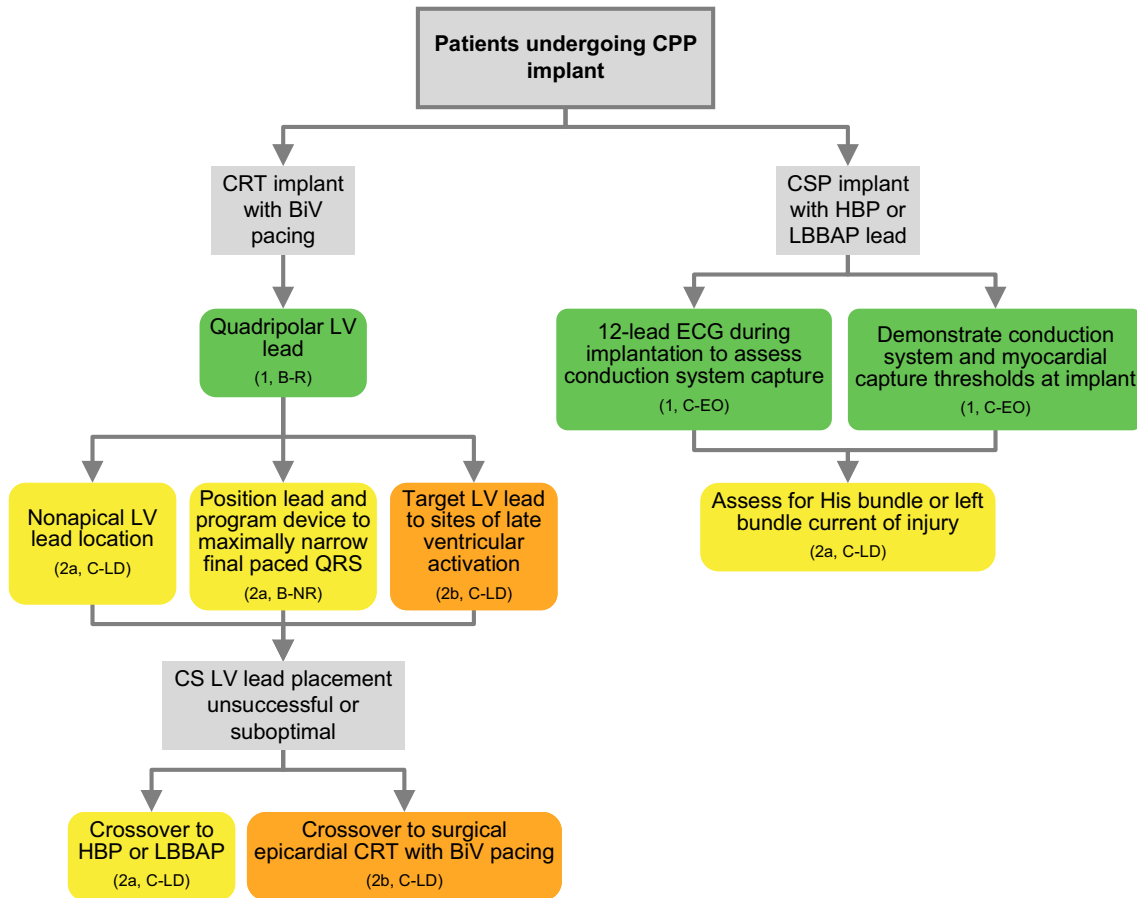 Patients undergoing CPP
implant
CRT implant
with BiV
pacing
CSP implant
with HBP or
LBBAP lead
Quadripolar LV
lead
(1, B-R)
12-lead ECG during
implantation to assess
conduction system capture
(1, C-EO)
Demonstrate conduction
system and myocardial
capture thresholds at implant
(1, C-EO)
Nonapical LV
lead location
(2a, C-LD)
Position lead and
program device to
maximally narrow
final paced QRS
(2a, B-NR)
Target LV lead
to sites of late
ventricular
activation
(2b, C-LD)
Assess for His bundle or left
bundle current of injury
(2a, C-LD)
CS LV lead placement
unsuccessful or
suboptimal
Crossover to
HBP or LBBAP
(2a, C-LD)
Crossover to surgical
epicardial CRT with BiV pacing
(2b, C-LD)